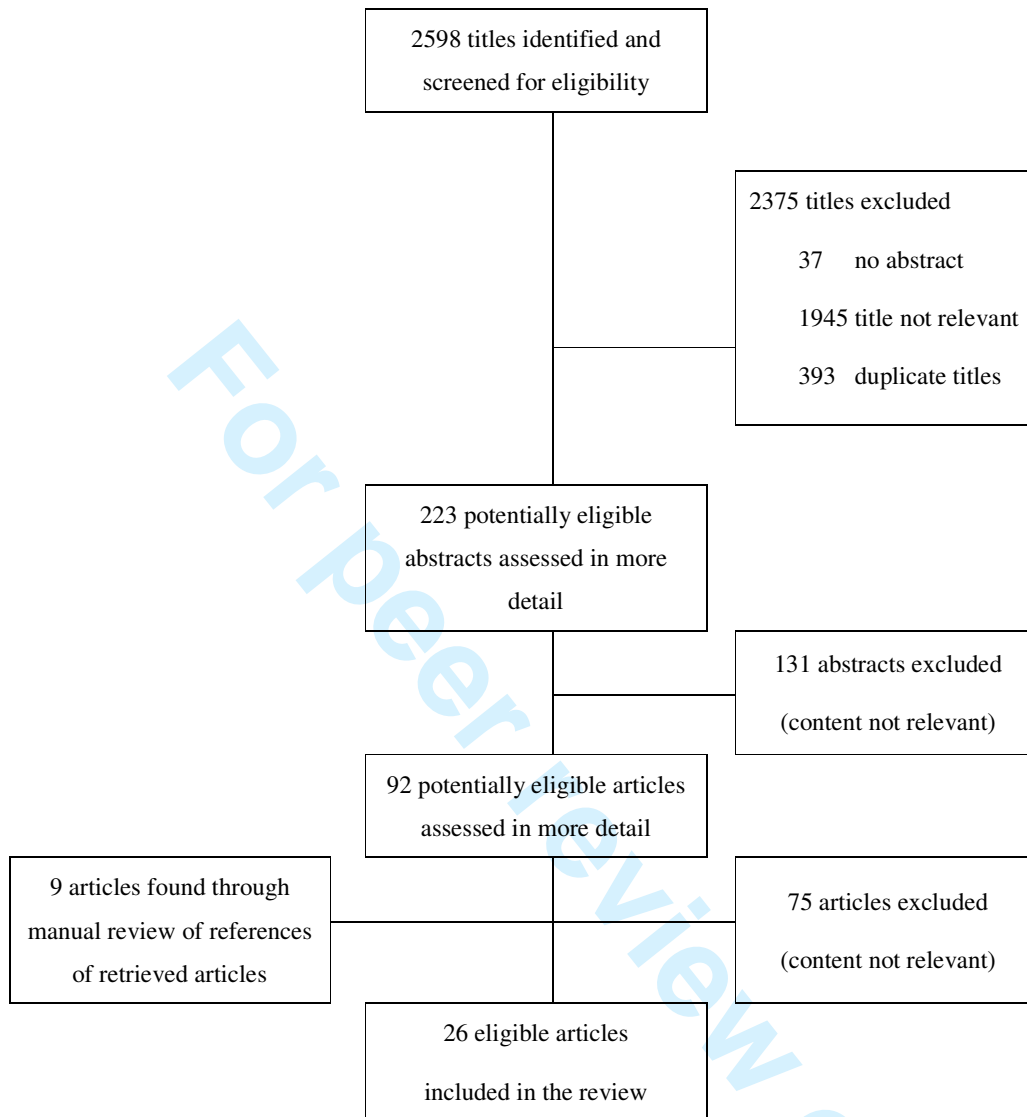 2598 titles identified and
screened for eligibility
2375 titles excluded
37 no abstract
1945 title not relevant
393 duplicate titles
223 potentially eligible
abstracts assessed in more
detail
131 abstracts excluded
(content not relevant)
92 potentially eligible articles
assessed in more detail
9 articles found through
manual review of references
of retrieved articles
75 articles excluded
(content not relevant)
26 eligible articles
included in the review
For peer review